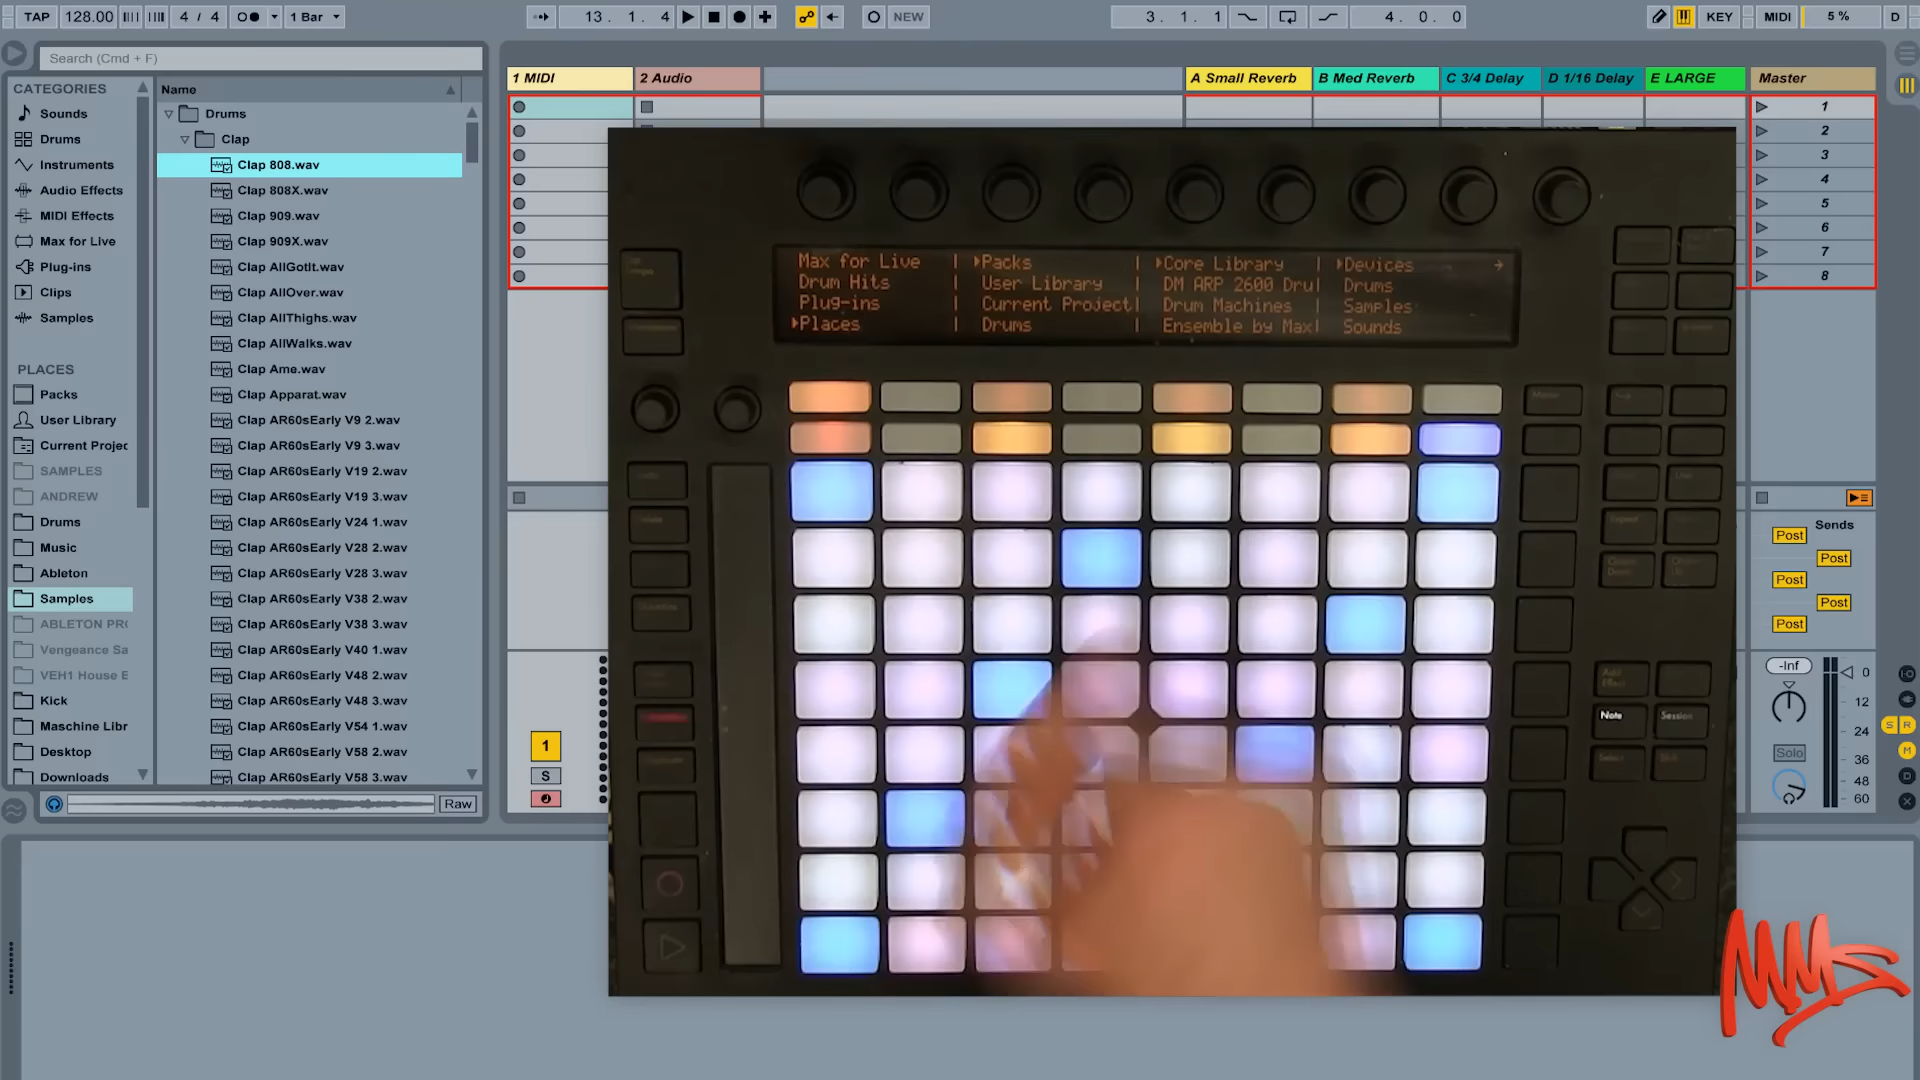 TAP 128.00 4 / 4 1 Bar 13. 1. 4 NEW 3. 1. 1 4. 0. 0 KEY MIDI 5 % D
Search (Cmd + F)
CATEGORIES
Sounds
Drums
Instruments
Audio Effects
MIDI Effects
Max for Live
Plug-ins
Clips
Samples
PLACES
Packs
User Library
Current Projec
SAMPLES
ANDREW
Drums
Music
Ableton
Samples
ABLETON PR
Vengeance Sa
VEH1 House E
Kick
Maschine Libr
Desktop
Downloads
Name
Drums
Clap
Clap 808.wav
Clap 808X.wav
Clap 909.wav
Clap 909X.wav
Clap AllGotIt.wav
Clap AllOver.wav
Clap AllThighs.wav
Clap AllWalks.wav
Clap Ame.wav
Clap Apparat.wav
Clap AR60sEarly V9 2.wav
Clap AR60sEarly V9 3.wav
Clap AR60sEarly V19 2.wav
Clap AR60sEarly V19 3.wav
Clap AR60sEarly V24 1.wav
Clap AR60sEarly V28 2.wav
Clap AR60sEarly V28 3.wav
Clap AR60sEarly V38 2.wav
Clap AR60sEarly V38 3.wav
Clap AR60sEarly V40 1.wav
Clap AR60sEarly V48 2.wav
Clap AR60sEarly V48 3.wav
Clap AR60sEarly V54 1.wav
Clap AR60sEarly V58 2.wav
Clap AR60sEarly V58 3.wav
Raw
1 MIDI 2 Audio A Small Reverb B Med Reverb C 3/4 Delay D 1/16 Delay E LARGE Master
1
2
3
4
5
6
7
8
Max for Live | Packs | Core Library | Devices
Drum Hits | User Library | DM ARP 2600 Dru| Drums
Plug-ins | Current Project| Drum Machines | Samples
Places | Drums | Ensemble by Max| Sounds
Note Session
1
S
Sends
Post
Post
Post
Post
Post
-Inf
0
12
24
36
48
60
Solo
S R
M
D
MMS